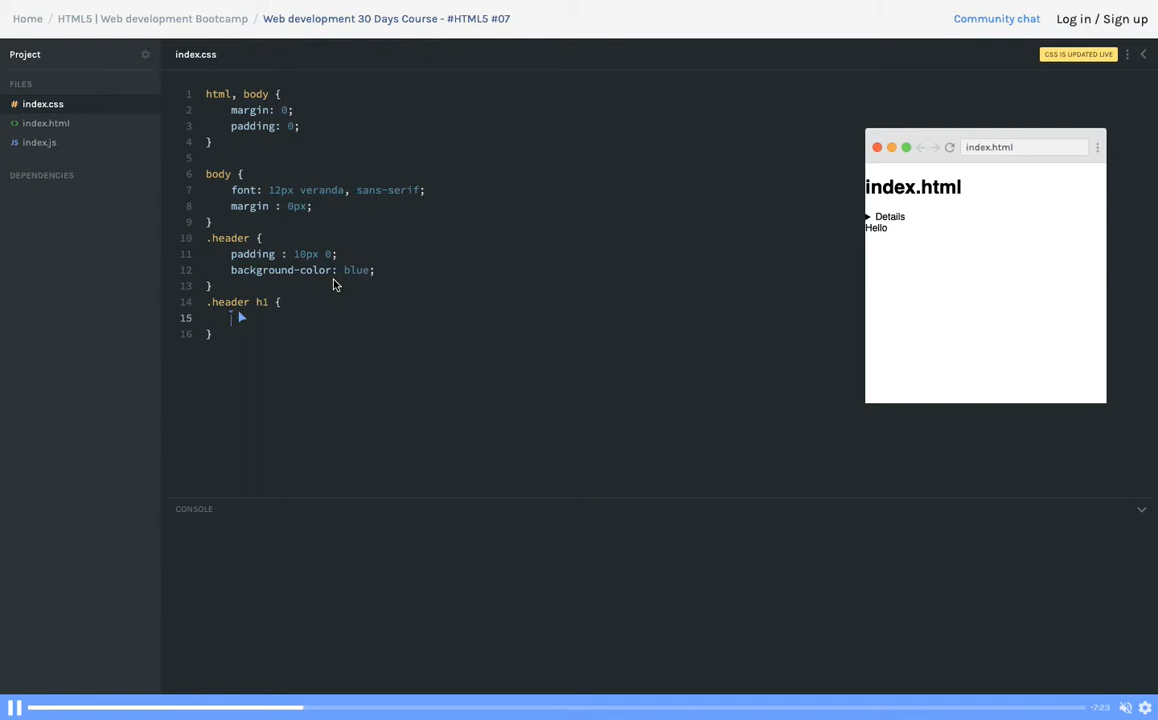 Home / HTML5 | Web development Bootcamp / Web development 30 Days Course - #HTML5 #07
Community chat
Log in / Sign up
Project
index.css
CSS IS UPDATED LIVE
FILES
# index.css
<> index.html
JS index.js
DEPENDENCIES
1 html, body {
2 margin: 0;
3 padding: 0;
4 }
5
6 body {
7 font: 12px veranda, sans-serif;
8 margin : 0px;
9 }
10 .header {
11 padding : 10px 0;
12 background-color: blue;
13 }
14 .header h1 {
15
16 }
index.html
index.html
Details
Hello
CONSOLE
-7:23